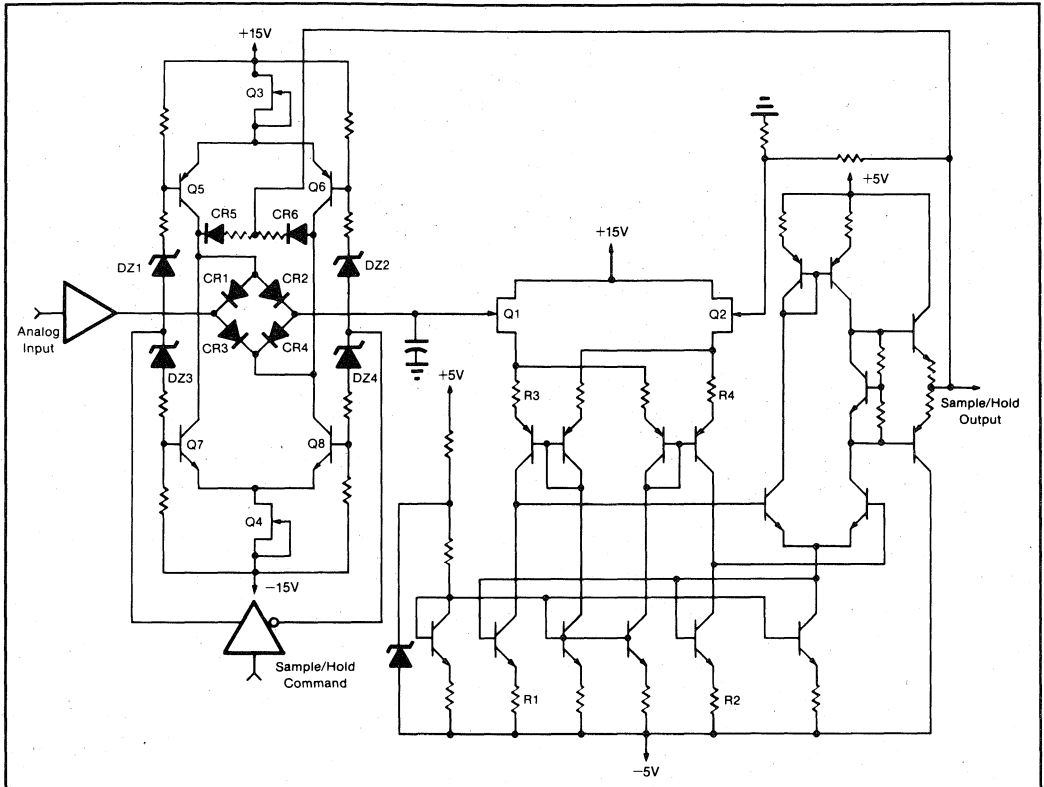 +15V
Q3
Q5
Q6
CR5
CR6
DZ1
DZ2
CR1
CR2
CR3
CR4
Analog
Input
DZ3
DZ4
Q7
Q8
Q4
−15V
Sample/Hold
Command
+15V
Q1
Q2
+5V
R3
R4
R1
R2
−5V
+5V
Sample/Hold
Output